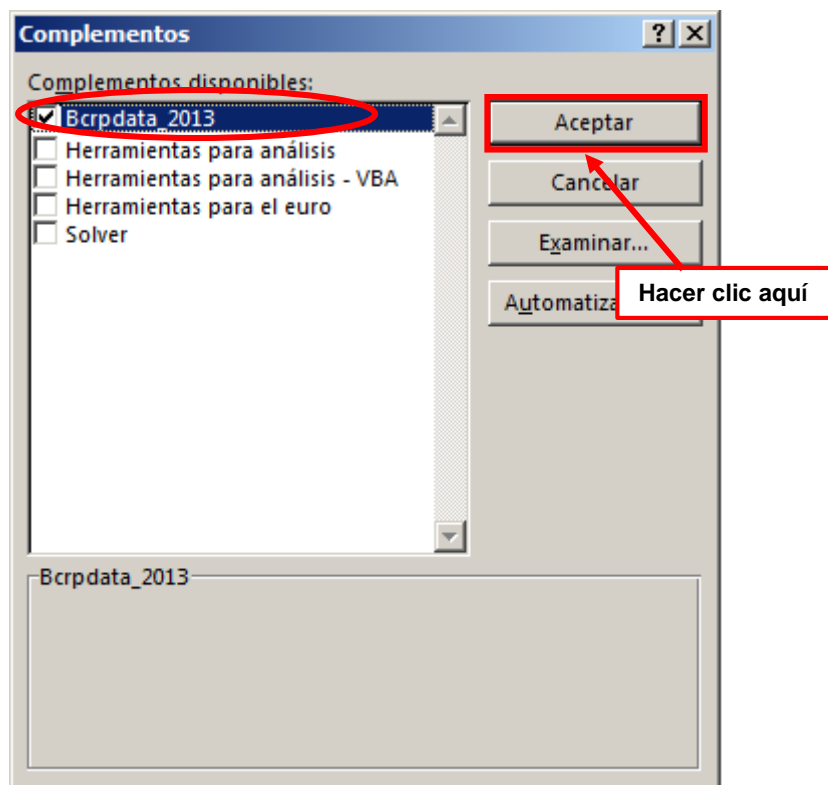 Complementos
Complementos disponibles:
Bcrpdata_2013
Herramientas para análisis
Herramientas para análisis - VBA
Herramientas para el euro
Solver
Aceptar
Cancelar
Examinar...
Hacer clic aquí
Bcrpdata_2013